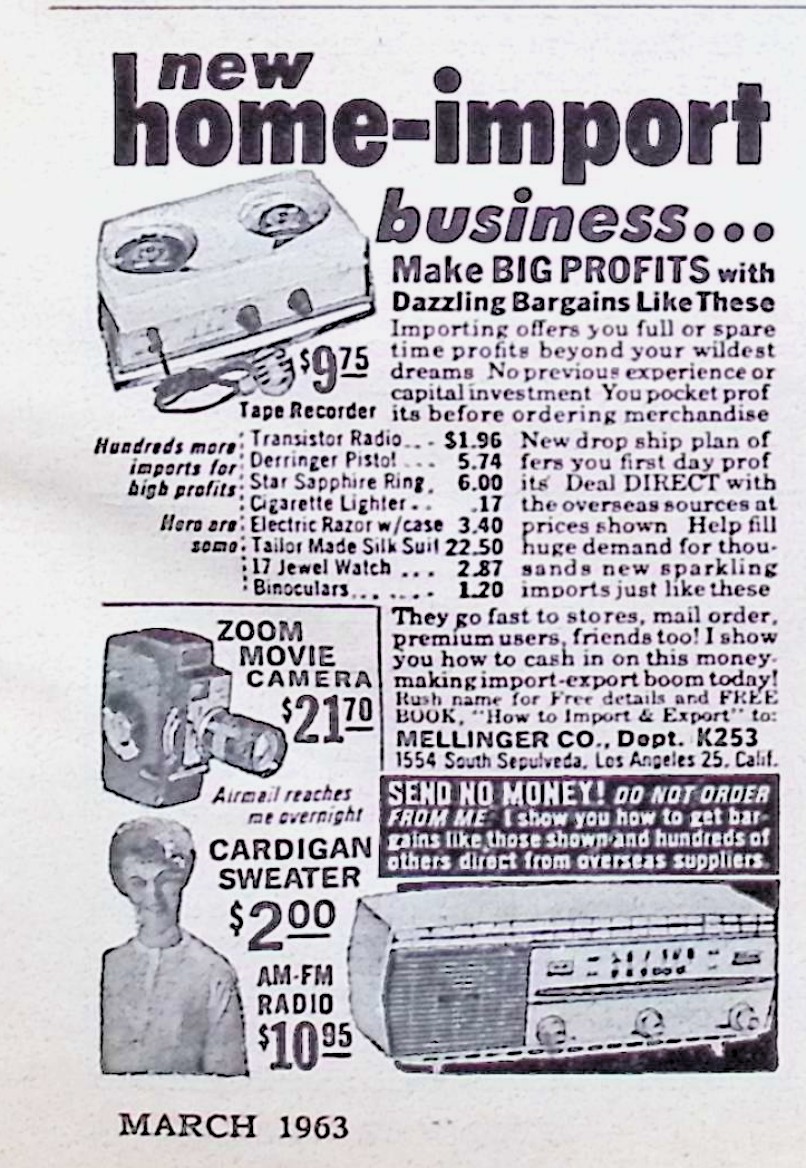 new
home-import
business...
Make BIG PROFITS with
Dazzling Bargains Like These
Importing offers you full or spare
time profits beyond your wildest
dreams No previous experience or
capital investment You pocket prof
its before ordering merchandise
$9.75
Tape Recorder
Hundreds more
imports for
high profits
Here are
some:
Transistor Radio... $1.96
Derringer Pistol ... 5.74
Star Sapphire Ring. 6.00
Cigarette Lighter.. .17
Electric Razor w/case 3.40
Tailor Made Silk Suit 22.50
17 Jewel Watch ... 2.87
Binoculars....... 1.20
New drop ship plan of
fers you first day prof
its Deal DIRECT with
the overseas sources at
prices shown Help fill
huge demand for thou-
sands new sparkling
imports just like these
They go fast to stores, mail order,
premium users, friends too! I show
you how to cash in on this money-
making import-export boom today!
Rush name for Free details and FREE
BOOK, "How to Import & Export" to:
MELLINGER CO., Dept. K253
1554 South Sepulveda, Los Angeles 25, Calif.
ZOOM
MOVIE
CAMERA
$21.70
Airmail reaches
me overnight
SEND NO MONEY! DO NOT ORDER
FROM ME I show you how to get bar-
gains like those shown and hundreds of
others direct from overseas suppliers.
CARDIGAN
SWEATER
$2.00
AM-FM
RADIO
$10.95
MARCH 1963